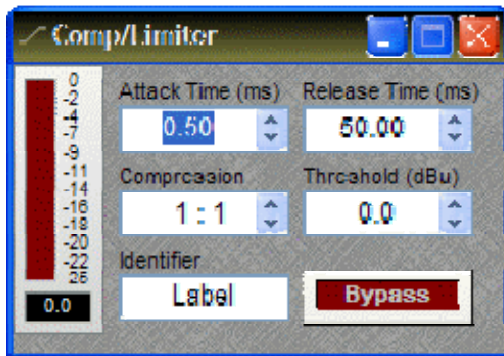 Comp/Limiter
0
-2
-4
-7
-9
-11
-14
-16
-18
-20
-22
25
0.0
Attack Time (ms)
Release Time (ms)
0.50
50.00
Compression
Threshold (dBu)
1 : 1
0.0
Identifier
Label
Bypass